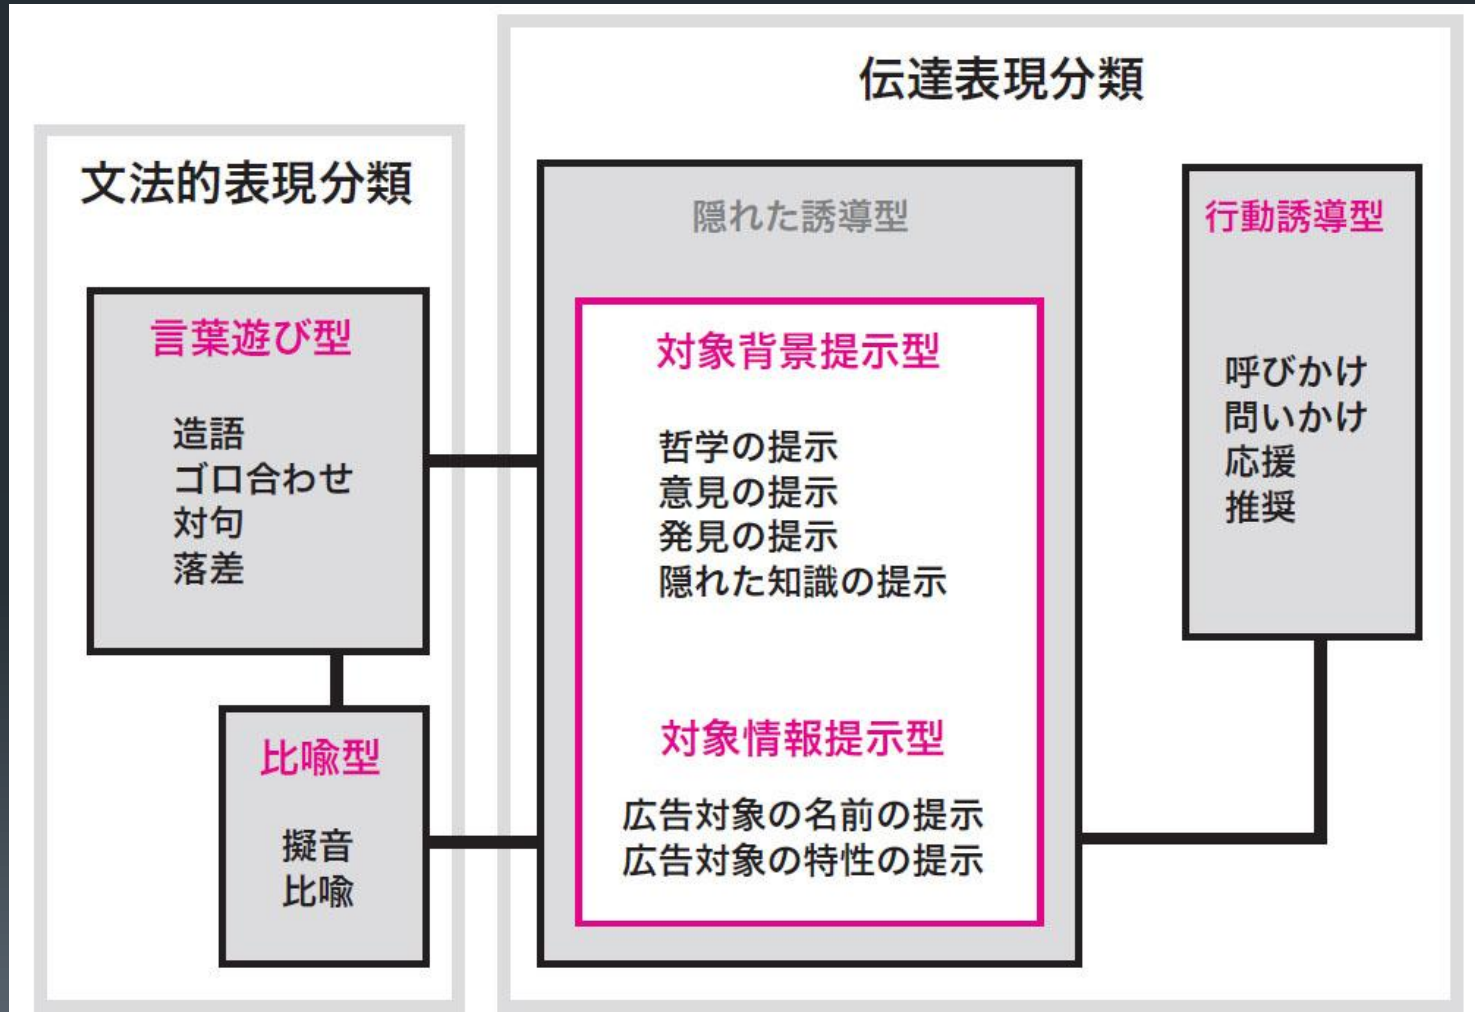 伝達表現分類
文法的表現分類
言葉遊び型
造語
ゴロ合わせ
対句
落差
比喩型
擬音
比喩
隠れた誘導型
対象背景提示型
哲学の提示
意見の提示
発見の提示
隠れた知識の提示
対象情報提示型
広告対象の名前の提示
広告対象の特性の提示
行動誘導型
呼びかけ
問いかけ
応援
推奨